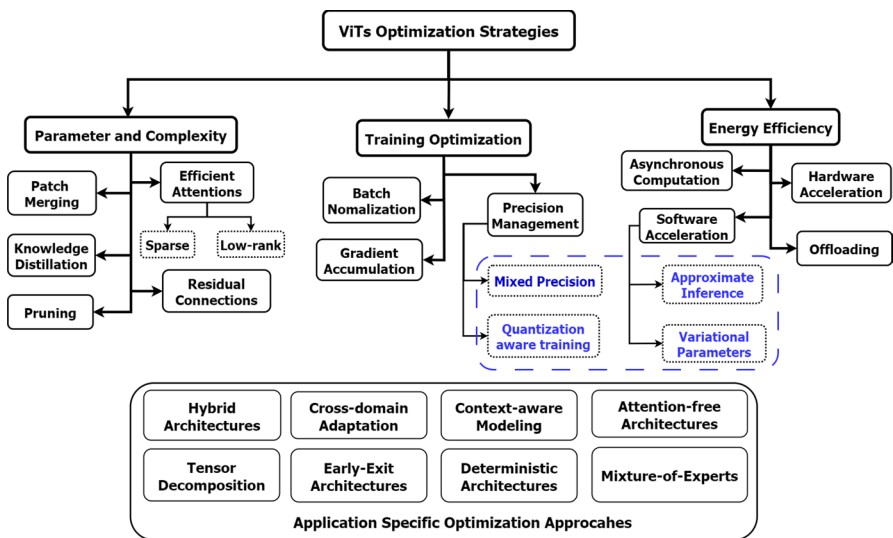 ViTs Optimization Strategies
Parameter and Complexity
Training Optimization
Energy Efficiency
Patch
Merging
Efficient
Attentions
Sparse
Low-rank
Knowledge
Distillation
Residual
Connections
Pruning
Batch
Nomalization
Precision
Management
Gradient
Accumulation
Mixed Precision
Quantization
aware training
Asynchronous
Computation
Hardware
Acceleration
Software
Acceleration
Offloading
Approximate
Inference
Variational
Parameters
Hybrid
Architectures
Cross-domain
Adaptation
Context-aware
Modeling
Attention-free
Architectures
Tensor
Decomposition
Early-Exit
Architectures
Deterministic
Architectures
Mixture-of-Experts
Application Specific Optimization Approcahes